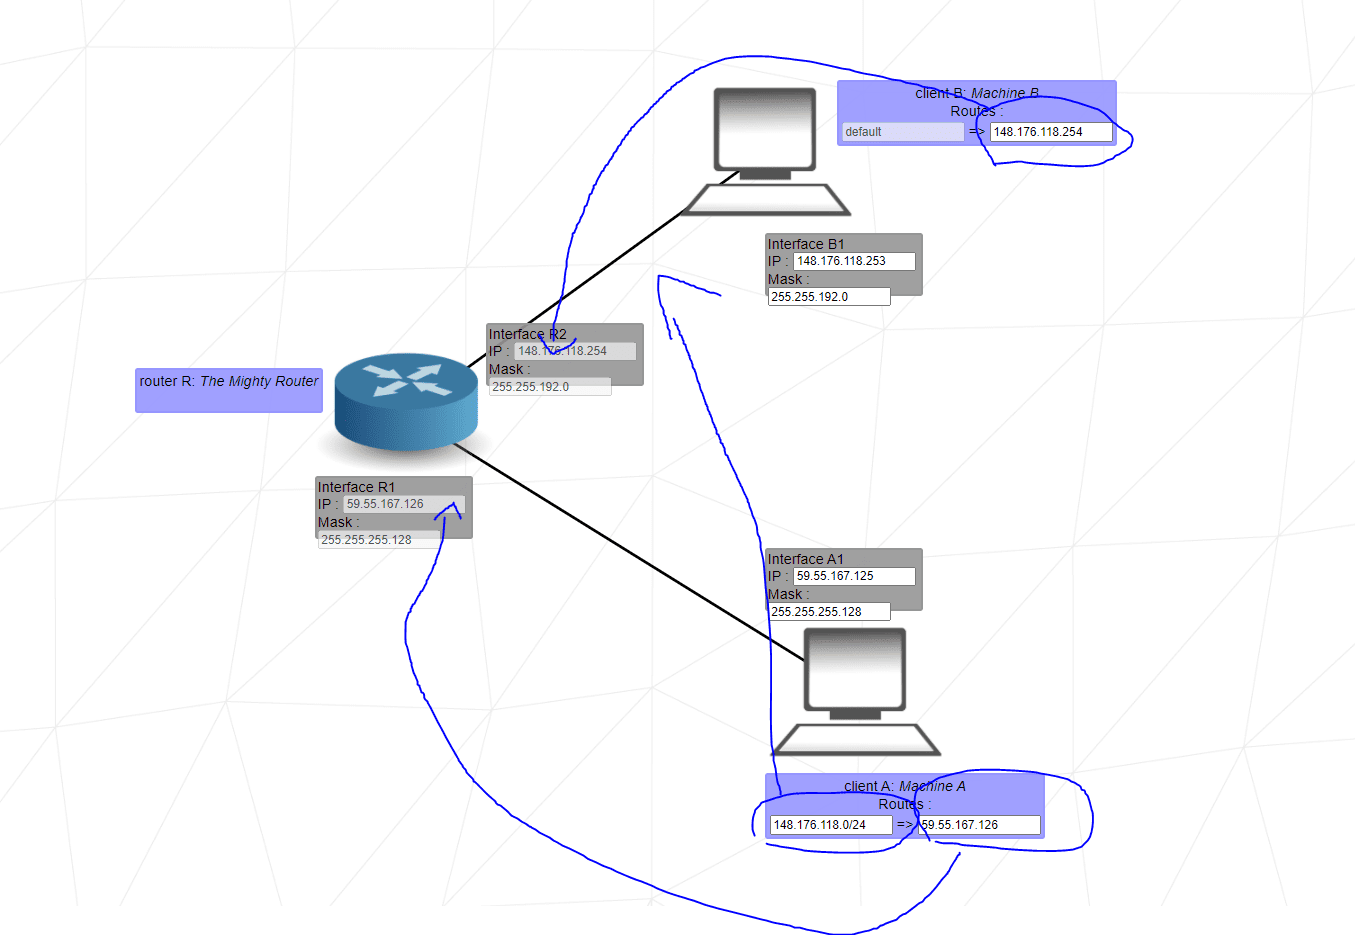 client B: Machine B
Routes :
default => 148.176.118.254
Interface B1
IP : 148.176.118.253
Mask :
255.255.192.0
Interface R2
IP : 148.176.118.254
Mask :
255.255.192.0
router R: The Mighty Router
Interface R1
IP : 59.55.167.126
Mask :
255.255.255.128
Interface A1
IP : 59.55.167.125
Mask :
255.255.255.128
client A: Machine A
Routes :
148.176.118.0/24 => 59.55.167.126